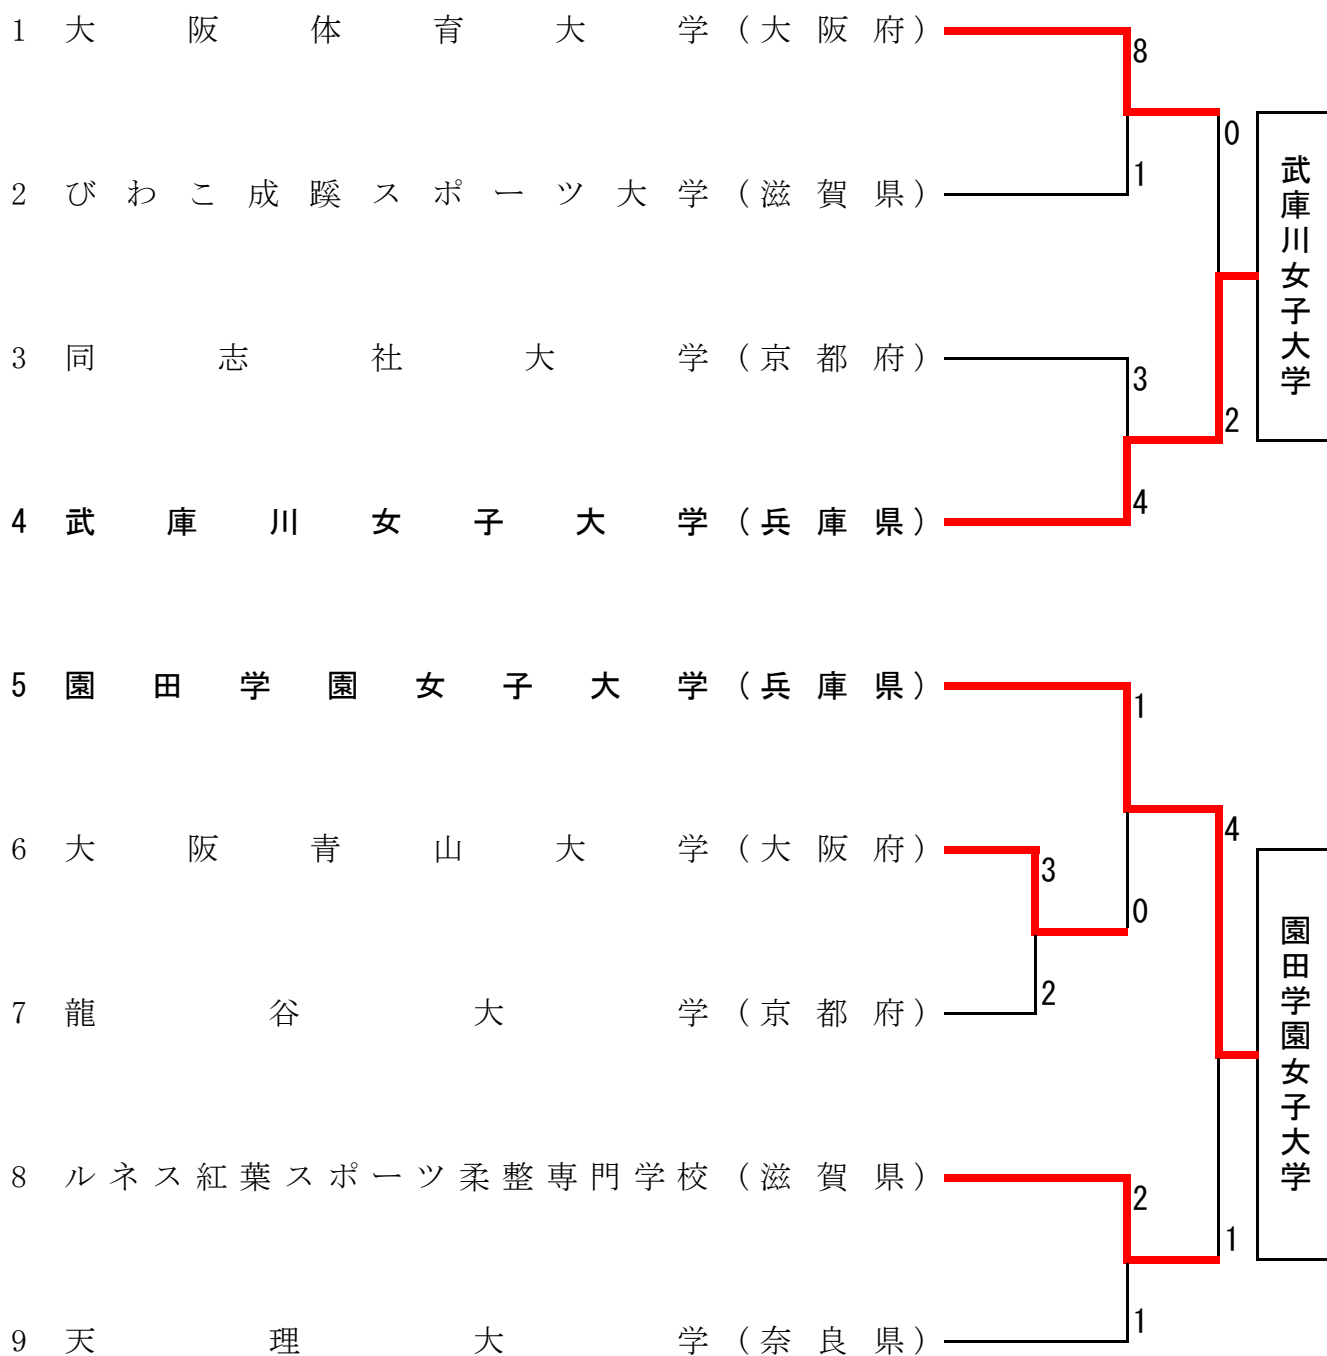 1 大阪体育大学(大阪府)
8
0
1
2 びわこ成蹊スポーツ大学(滋賀県)
武庫川女子大学
3 同志社大学(京都府)
3
2
4
4 武庫川女子大学(兵庫県)
5 園田学園女子大学(兵庫県)
1
4
6 大阪青山大学(大阪府)
3
0
2
7 龍谷大学(京都府)
園田学園女子大学
8 ルネス紅葉スポーツ柔整専門学校(滋賀県)
2
1
1
9 天理大学(奈良県)